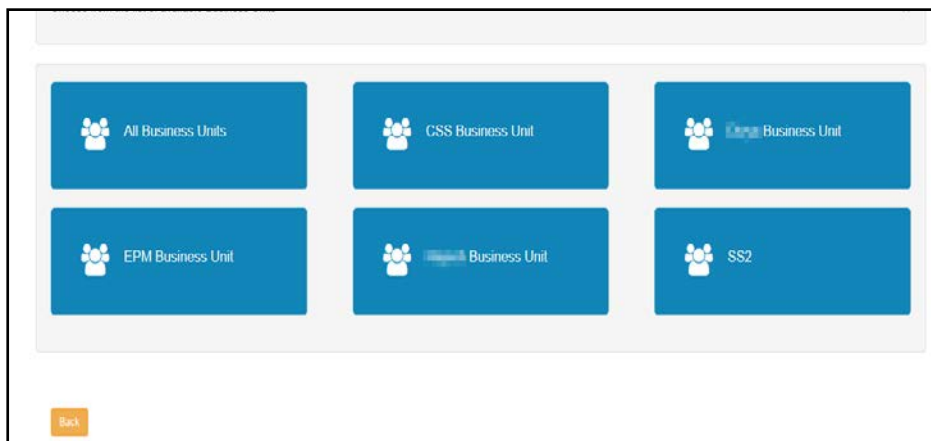 All Business Units
CSS Business Unit
Business Unit
EPM Business Unit
Business Unit
SS2
Back